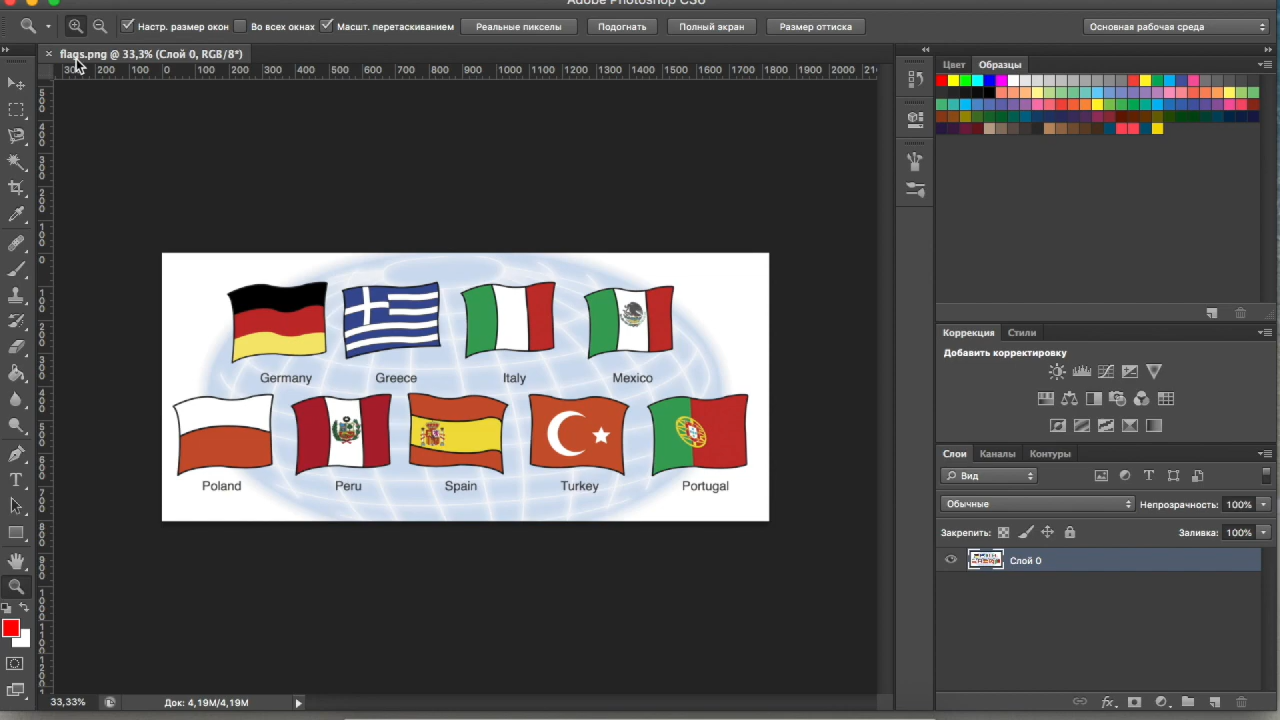 Adobe Photoshop CS6
Настр. размер окон
Во всех окнах
Масшт. перетаскиванием
Реальные пикселы
Подогнать
Полный экран
Размер оттиска
Основная рабочая среда
flags.png @ 33,3% (Слой 0, RGB/8*)
300 200 100 0 100 200 300 400 500 600 700 800 900 1000 1100 1200 1300 1400 1500 1600 1700 1800 1900 2000
Цвет
Образцы
Germany
Greece
Italy
Mexico
Poland
Peru
Spain
Turkey
Portugal
Коррекция
Стили
Добавить корректировку
Слои
Каналы
Контуры
Вид
Обычные
Непрозрачность: 100%
Закрепить:
Заливка: 100%
Слой 0
33,33%
Док: 4,19M/4,19M